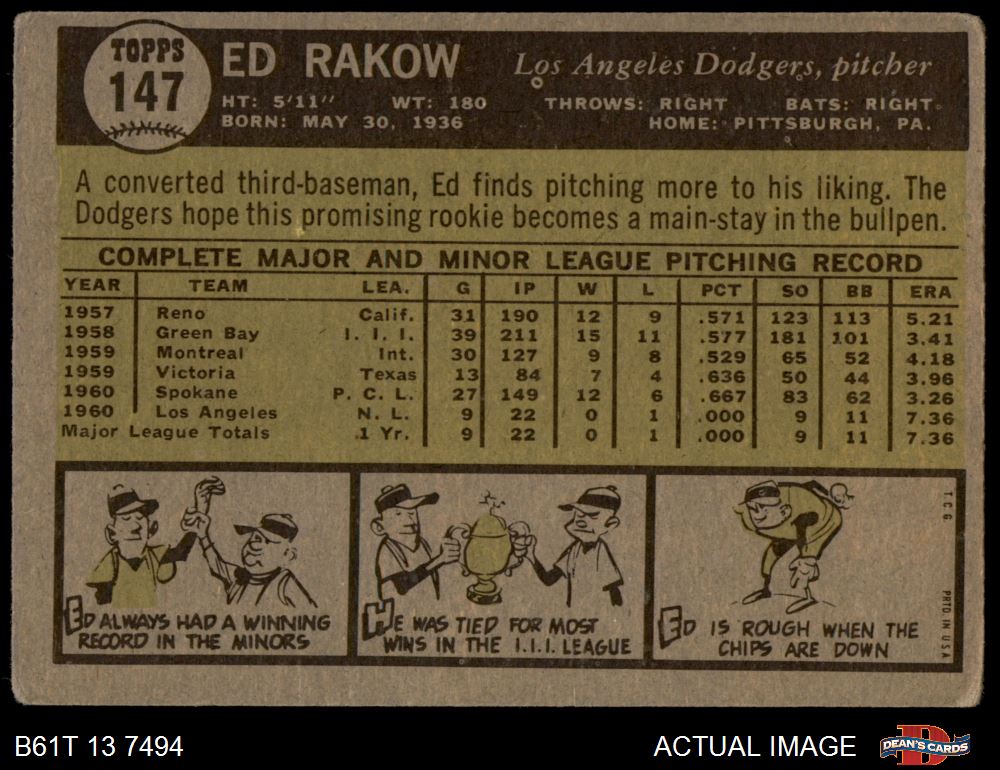 TOPPS
147
ED RAKOW Los Angeles Dodgers, pitcher
HT: 5'11" WT: 180 THROWS: RIGHT BATS: RIGHT
BORN: MAY 30, 1936 HOME: PITTSBURGH, PA.
A converted third-baseman, Ed finds pitching more to his liking. The
Dodgers hope this promising rookie becomes a main-stay in the bullpen.
COMPLETE MAJOR AND MINOR LEAGUE PITCHING RECORD
YEAR TEAM LEA. G IP W L PCT SO BB ERA
1957 Reno Calif. 31 190 12 9 .571 123 113 5.21
1958 Green Bay I. I. I. 39 211 15 11 .577 181 101 3.41
1959 Montreal Int. 30 127 9 8 .529 65 52 4.18
1959 Victoria Texas 13 84 7 4 .636 50 44 3.96
1960 Spokane P. C. L. 27 149 12 6 .667 83 62 3.26
1960 Los Angeles N. L. 9 22 0 1 .000 9 11 7.36
Major League Totals 1 Yr. 9 22 0 1 .000 9 11 7.36
ED ALWAYS HAD A WINNING
RECORD IN THE MINORS
HE WAS TIED FOR MOST
WINS IN THE I.I.I. LEAGUE
ED IS ROUGH WHEN THE
CHIPS ARE DOWN
T.C.G.
PRTD. IN U.S.A.
B61T 13 7494
ACTUAL IMAGE
D
DEAN'S CARDS